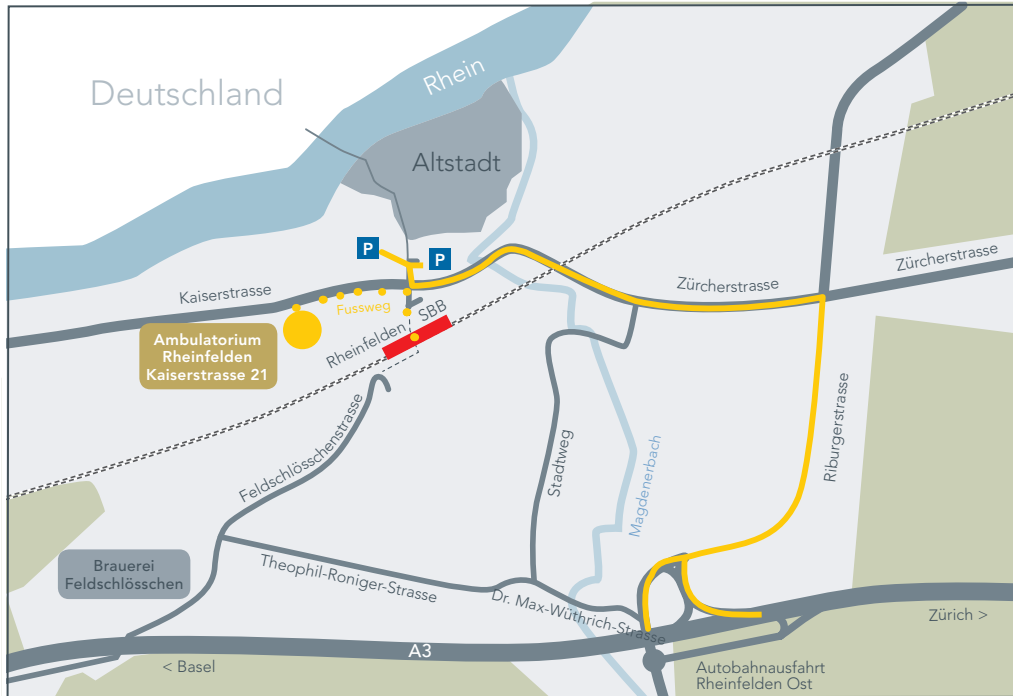 Deutschland
Rhein
Altstadt
P
P
Zürcherstrasse
Zürcherstrasse
Kaiserstrasse
Fussweg
SBB
Rheinfelden
Ambulatorium
Rheinfelden
Kaiserstrasse 21
Riburgerstrasse
Feldschlösschenstrasse
Stadtweg
Magdenerbach
Brauerei
Feldschlösschen
Theophil-Roniger-Strasse
Dr. Max-Wüthrich-Strasse
Zürich >
A3
< Basel
Autobahnausfahrt
Rheinfelden Ost